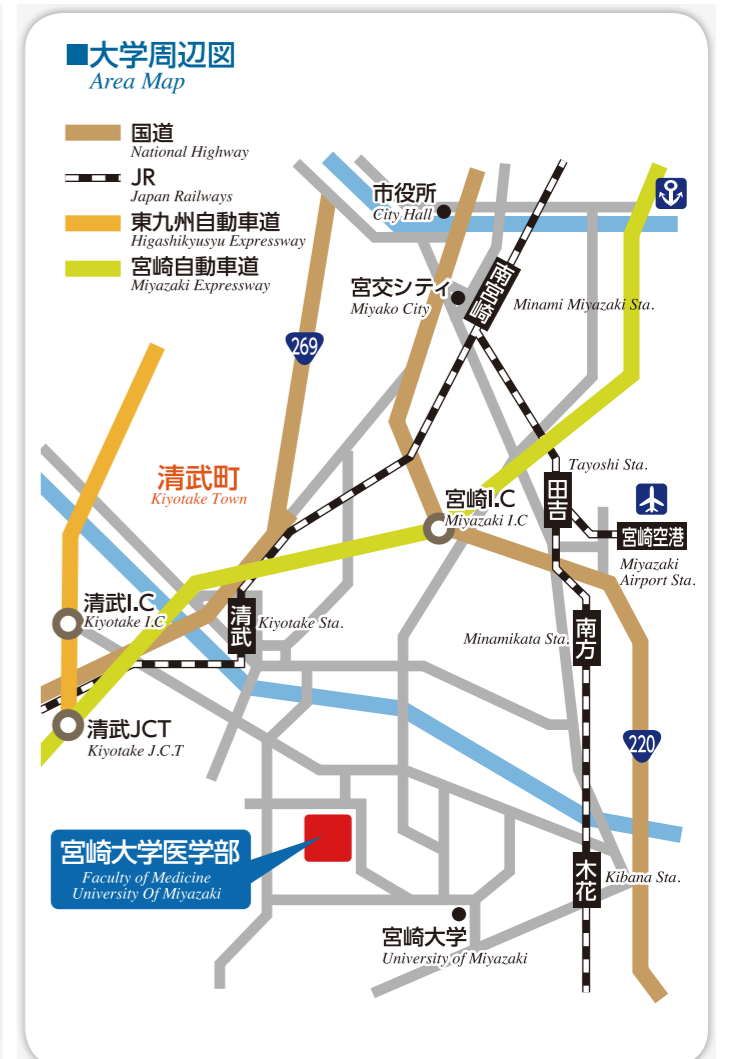 ■大学周辺図
Area Map
国道
National Highway
JR
Japan Railways
東九州自動車道
Higashikyusyu Expressway
宮崎自動車道
Miyazaki Expressway
市役所
City Hall
宮交シティ
Miyako City
南宮崎
Minami Miyazaki Sta.
269
清武町
Kiyotake Town
宮崎I.C
Miyazaki I.C
Tayoshi Sta.
田吉
宮崎空港
Miyazaki
Airport Sta.
清武I.C
Kiyotake I.C
清武
Kiyotake Sta.
Minamikata Sta.
南方
清武JCT
Kiyotake J.C.T
220
宮崎大学医学部
Faculty of Medicine
University Of Miyazaki
木花
Kibana Sta.
宮崎大学
University of Miyazaki